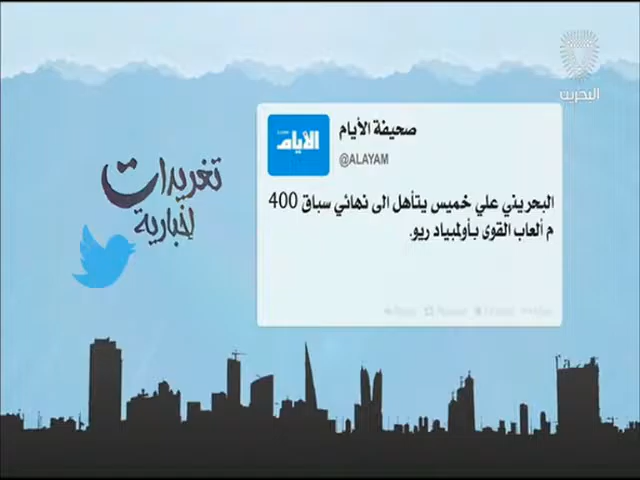 البحرين
صحيفة الأيام
الأيام
@ALAYAM
تغريدات
إخبارية
البحريني علي خميس يتأهل الى نهائي سباق 400
م ألعاب القوى بأولمبياد ريو.